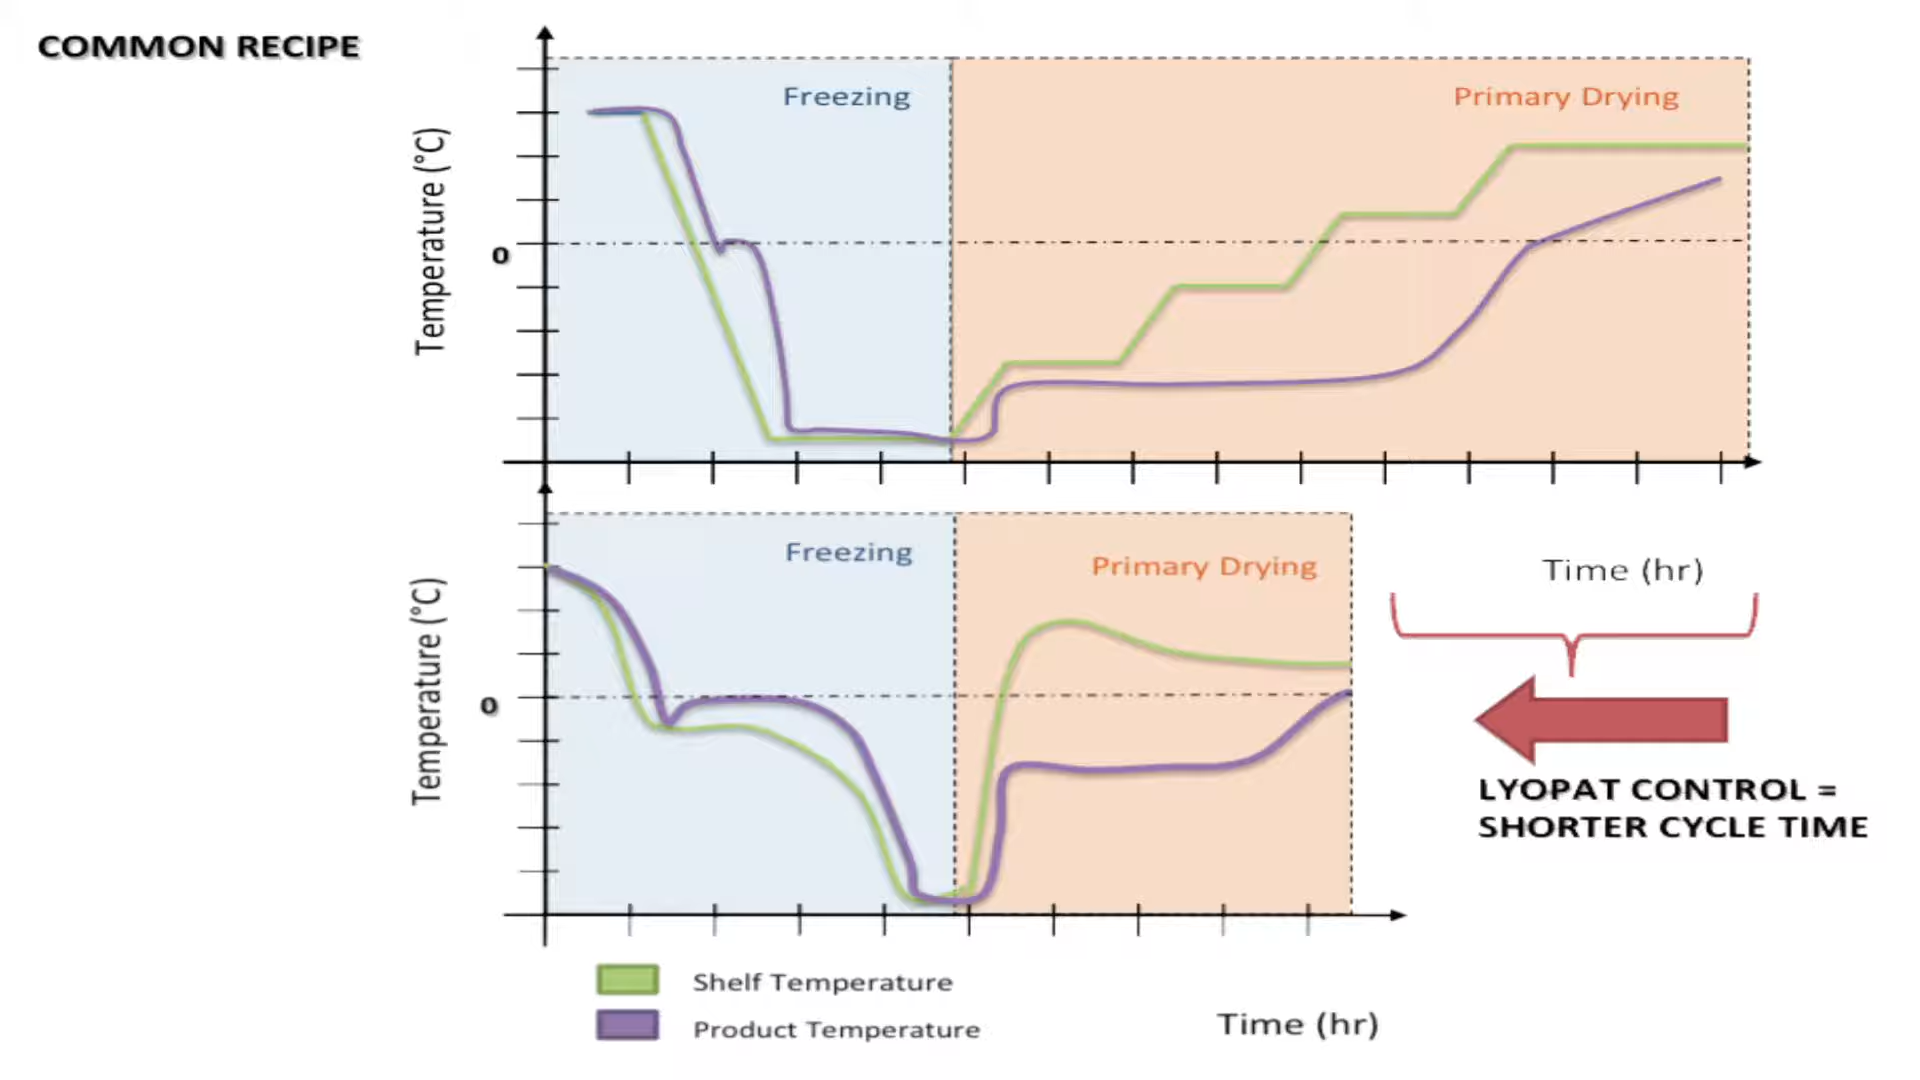 COMMON RECIPE
Freezing
Primary Drying
Temperature (°C)
0
Freezing
Primary Drying
Time (hr)
Temperature (°C)
0
LYOPAT CONTROL =
SHORTER CYCLE TIME
Shelf Temperature
Product Temperature
Time (hr)